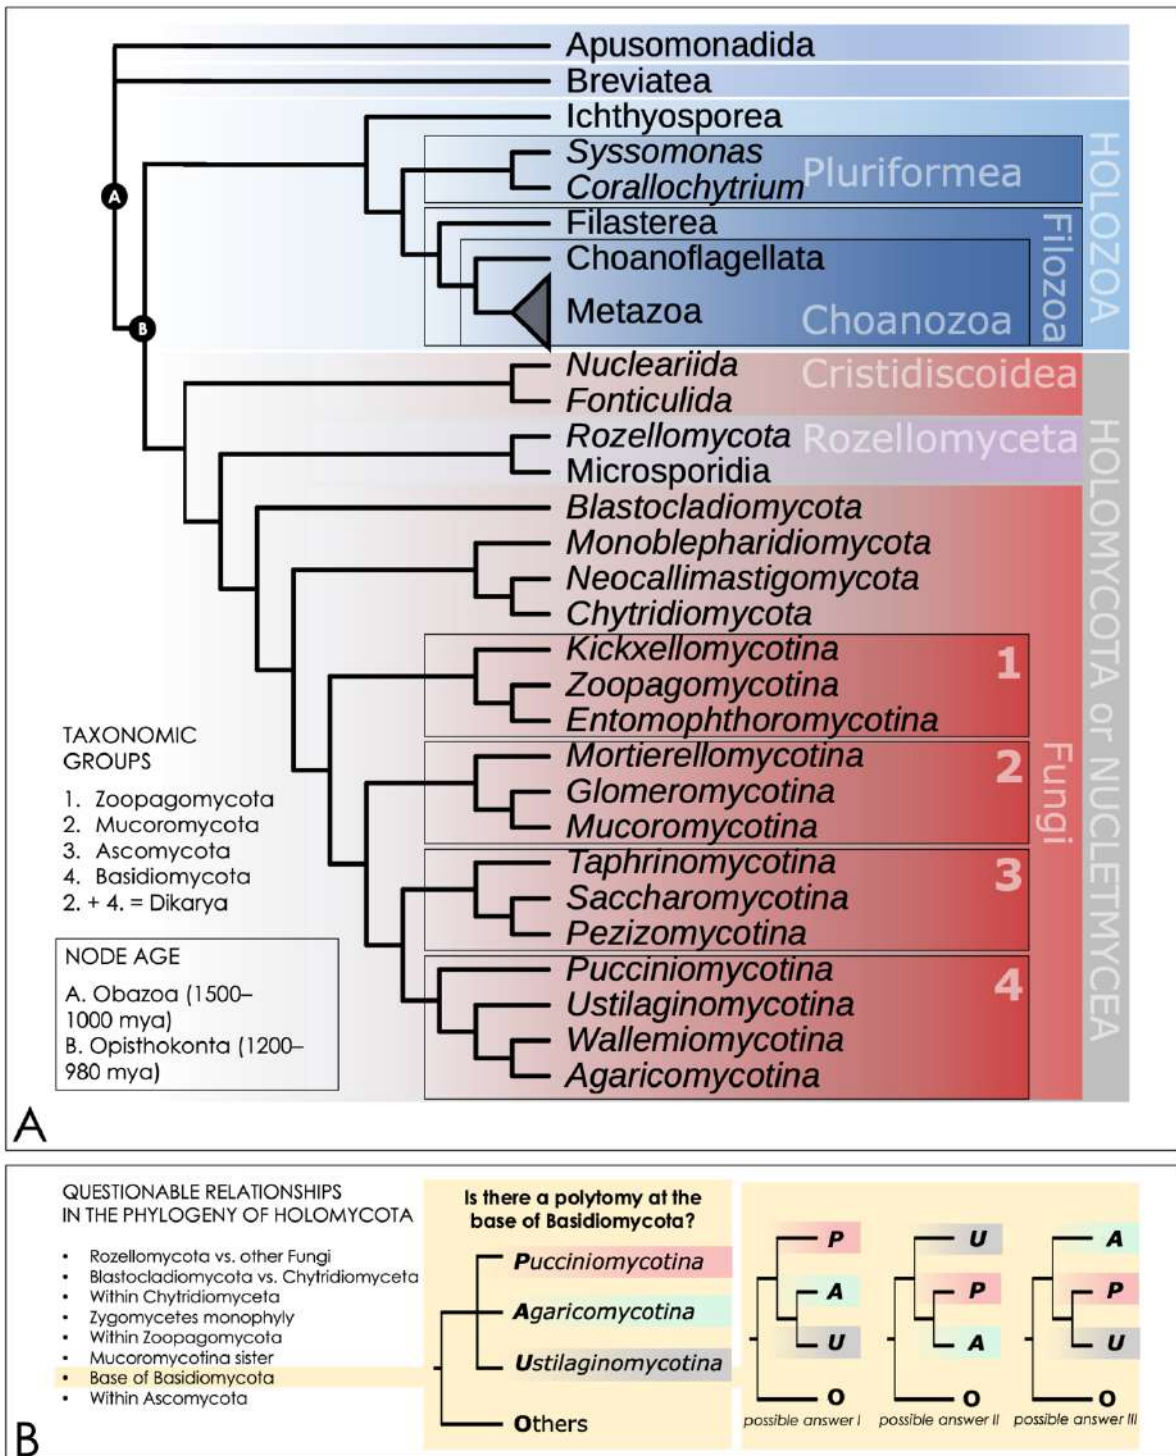 Apusomonadida
Breviatea
Ichthyosporea
Syssomonas
Corallochytrium
Pluriformea
Filasterea
Choanoflagellata
Metazoa
Choanozoa
Filozoa
HOLOZOA
A
B
Nucleariida
Fonticulida
Cristidiscoidea
Rozellomycota
Microsporidia
Rozellomyceta
Blastocladiomycota
Monoblepharidiomycota
Neocallimastigomycota
Chytridiomycota
Kickxellomycotina
Zoopagomycotina
Entomophthoromycotina
1
Mortierellomycotina
Glomeromycotina
Mucoromycotina
2
Taphrinomycotina
Saccharomycotina
Pezizomycotina
3
Pucciniomycotina
Ustilaginomycotina
Wallemiomycotina
Agaricomycotina
4
Fungi
HOLOMYCOTA or NUCLETMYCEA
TAXONOMIC
GROUPS
1. Zoopagomycota
2. Mucoromycota
3. Ascomycota
4. Basidiomycota
2. + 4. = Dikarya
NODE AGE
A. Obazoa (1500–
1000 mya)
B. Opisthokonta (1200–
980 mya)
A
QUESTIONABLE RELATIONSHIPS
IN THE PHYLOGENY OF HOLOMYCOTA
• Rozellomycota vs. other Fungi
• Blastocladiomycota vs. Chytridiomyceta
• Within Chytridiomyceta
• Zygomycetes monophyly
• Within Zoopagomycota
• Mucoromycotina sister
• Base of Basidiomycota
• Within Ascomycota
Is there a polytomy at the
base of Basidiomycota?
Pucciniomycotina
Agaricomycotina
Ustilaginomycotina
Others
P
A
U
O
possible answer I
U
P
A
O
possible answer II
A
P
U
O
possible answer III
B